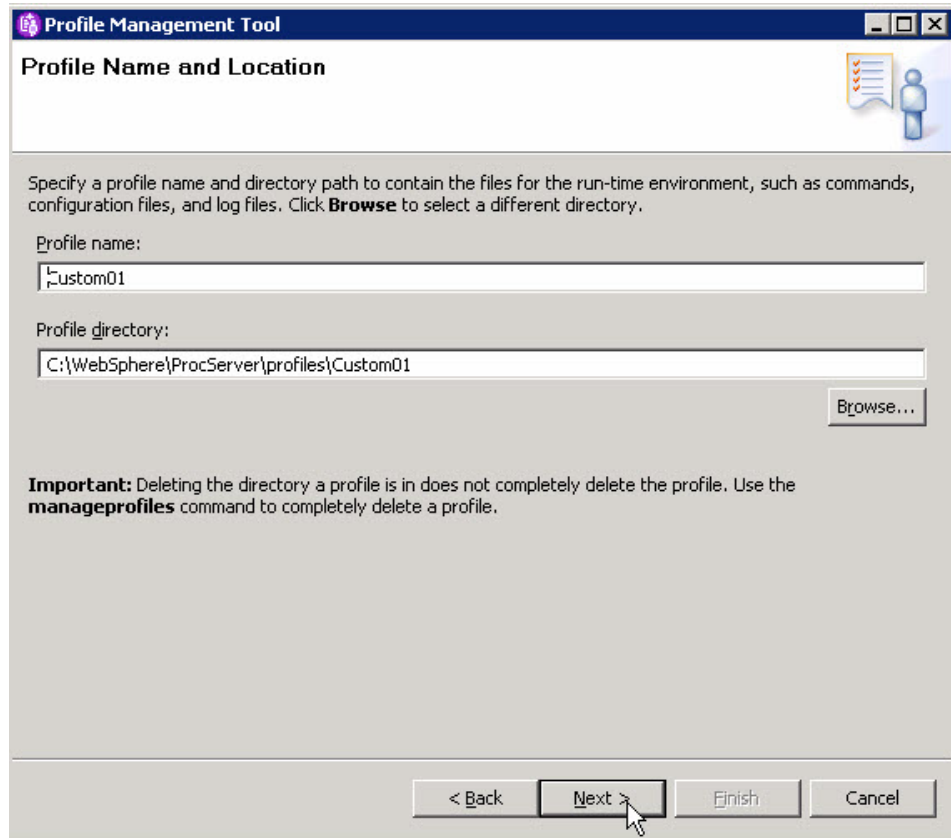 Profile Management Tool
Profile Name and Location
Specify a profile name and directory path to contain the files for the run-time environment, such as commands,
configuration files, and log files. Click Browse to select a different directory.
Profile name:
Custom01
Profile directory:
C:\WebSphere\ProcServer\profiles\Custom01
Browse...
Important: Deleting the directory a profile is in does not completely delete the profile. Use the
manageprofiles command to completely delete a profile.
< Back Next > Finish Cancel